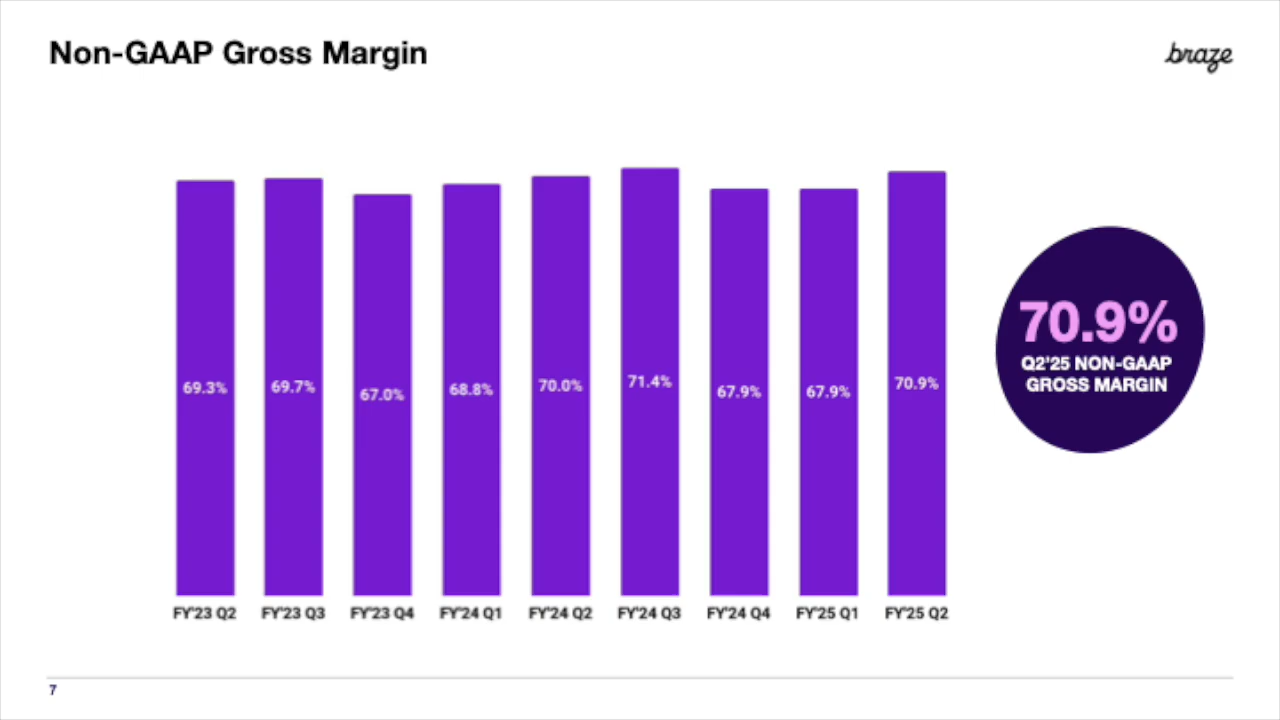 Non-GAAP Gross Margin
braze
69.3%
69.7%
67.0%
68.8%
70.0%
71.4%
67.9%
67.9%
70.9%
FY'23 Q2
FY'23 Q3
FY'23 Q4
FY'24 Q1
FY'24 Q2
FY'24 Q3
FY'24 Q4
FY'25 Q1
FY'25 Q2
70.9%
Q2'25 NON-GAAP
GROSS MARGIN
7